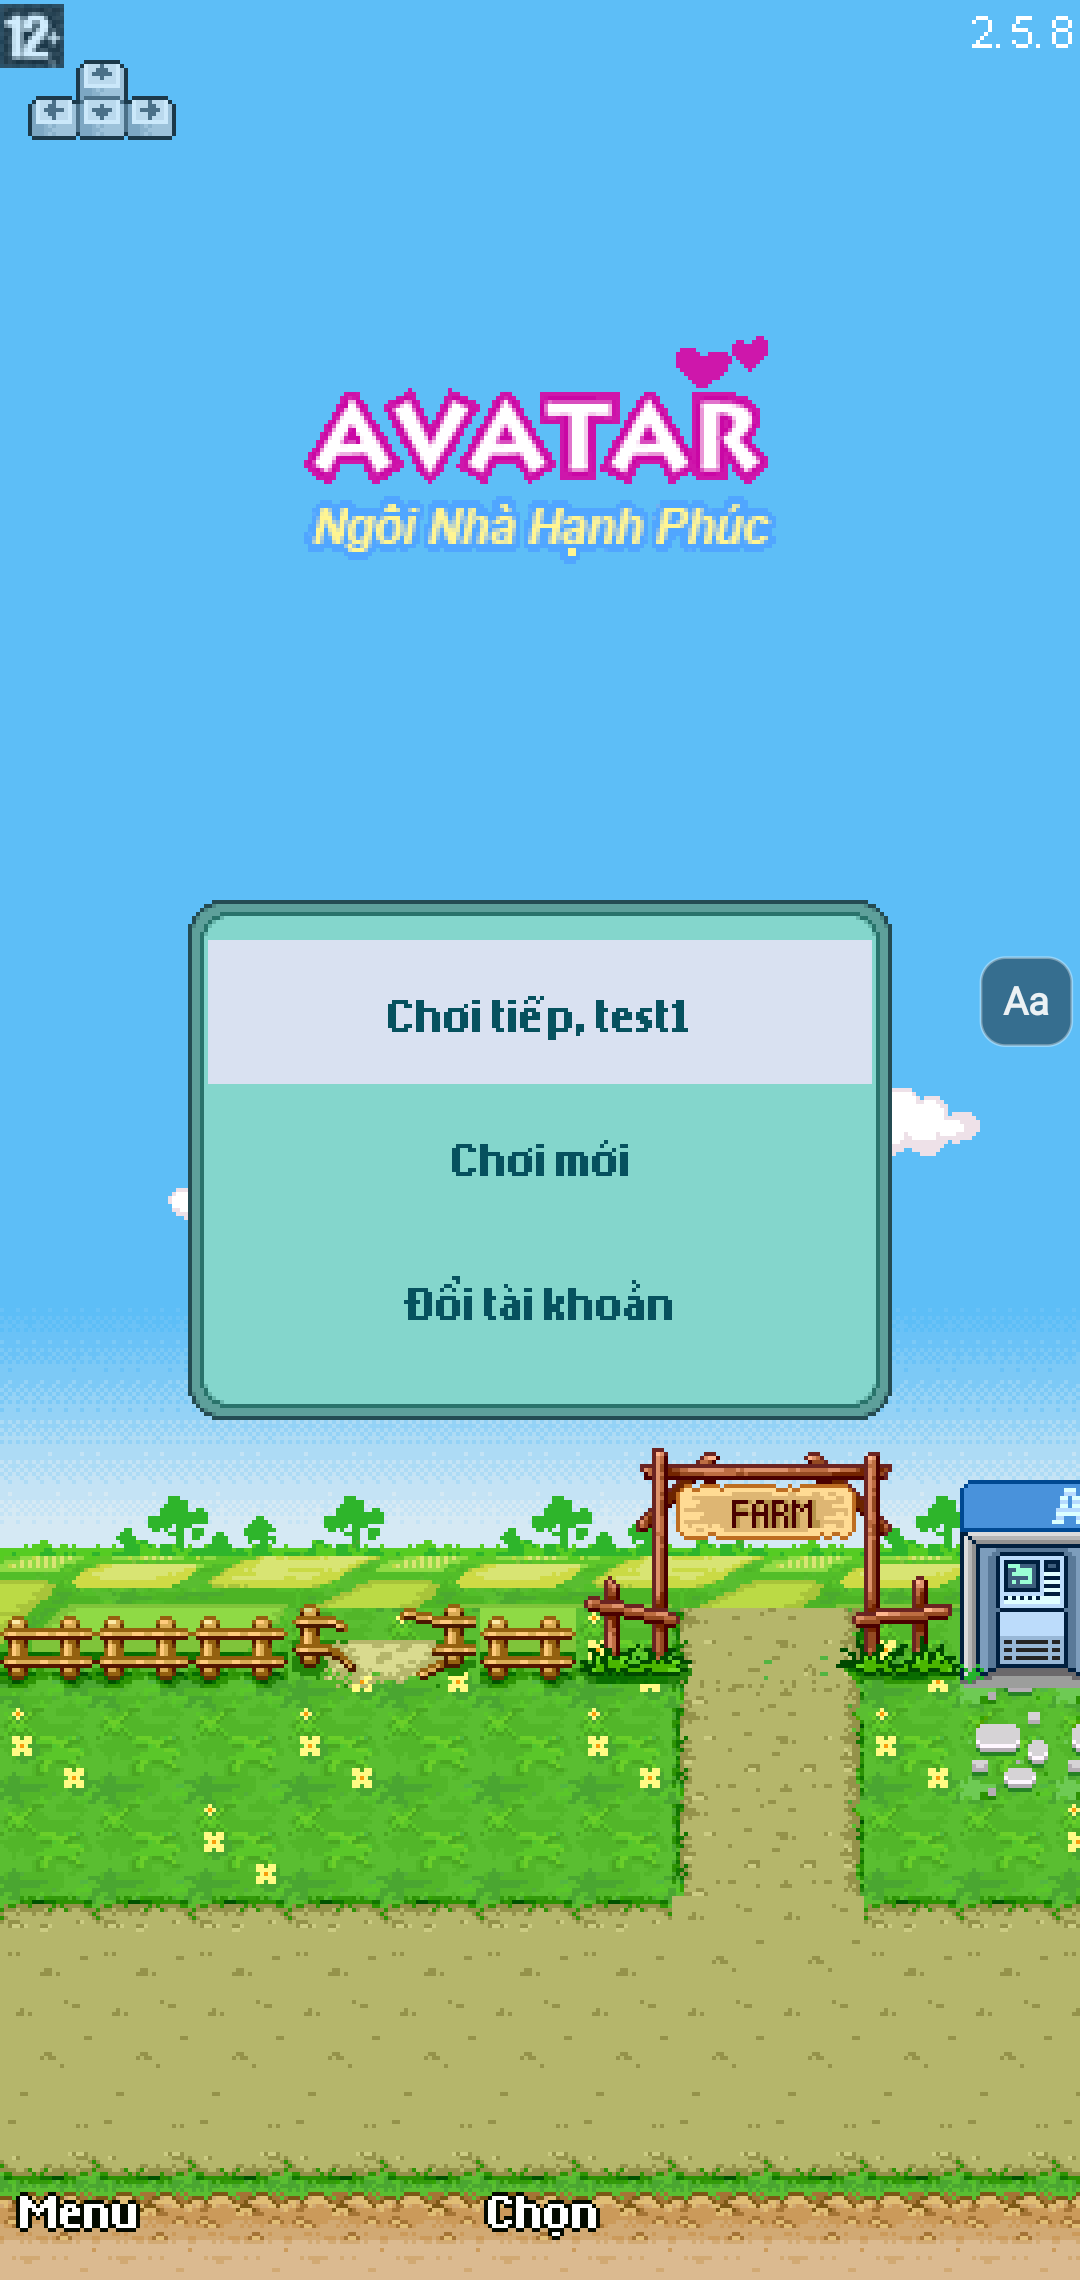 12+
2.5.8
AVATAR
Ngôi Nhà Hạnh Phúc
Chơi tiếp, test1
Aa
Chơi mới
Đổi tài khoản
FARM
Menu
Chọn